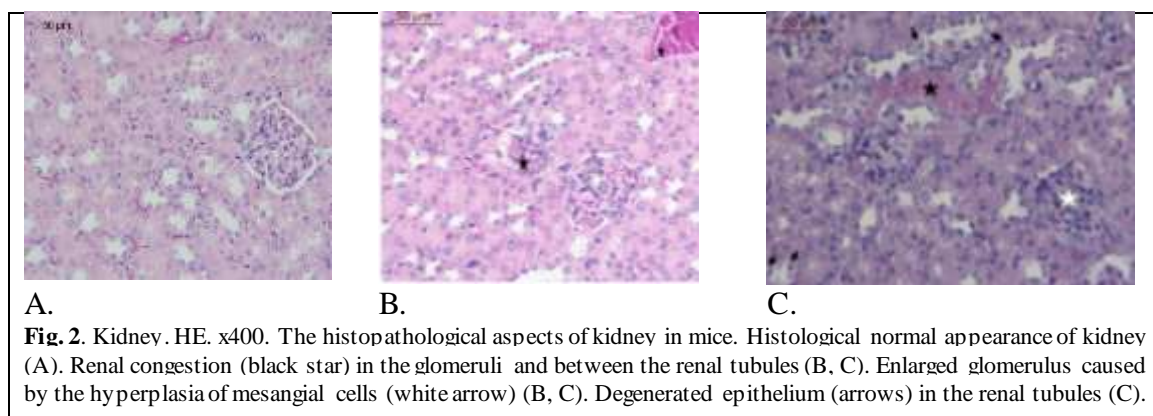 50 µm
A. B. C.
Fig. 2. Kidney. HE. x400. The histopathological aspects of kidney in mice. Histological normal appearance of kidney
(A). Renal congestion (black star) in the glomeruli and between the renal tubules (B, C). Enlarged glomerulus caused
by the hyperplasia of mesangial cells (white arrow) (B, C). Degenerated epithelium (arrows) in the renal tubules (C).